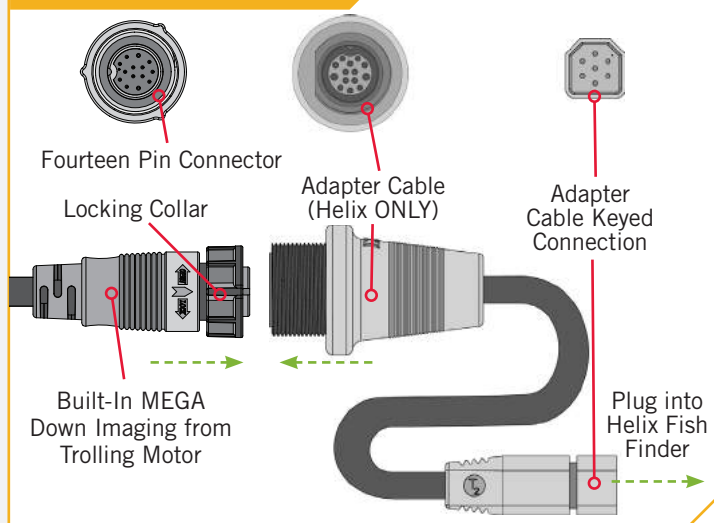 Fourteen Pin Connector
Locking Collar
Adapter Cable
(Helix ONLY)
Adapter
Cable Keyed
Connection
Built-In MEGA
Down Imaging from
Trolling Motor
Plug into
Helix Fish
Finder
T2